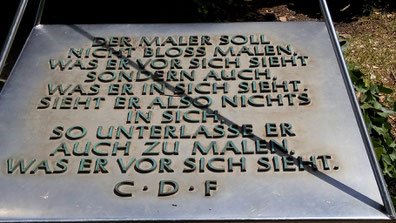 DER MALER SOLL
NICHT BLOSS MALEN,
WAS ER VOR SICH SIEHT
SONDERN AUCH,
WAS ER IN SICH SIEHT.
SIEHT ER ALSO NICHTS
IN SICH,
SO UNTERLASSE ER
AUCH ZU MALEN,
WAS ER VOR SICH SIEHT.
C · D · F